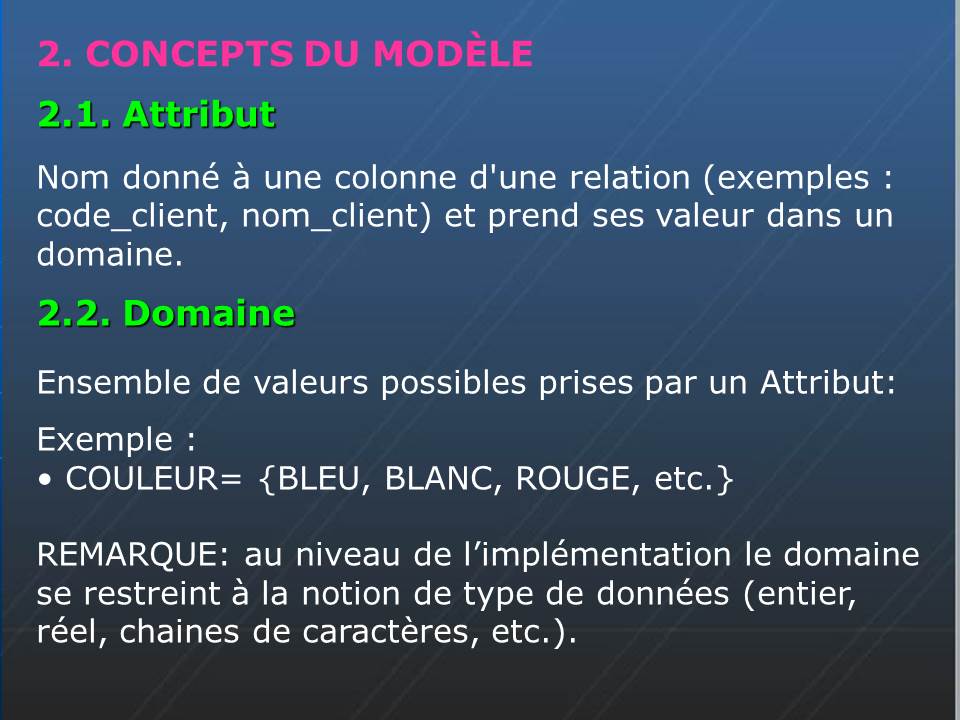 2. CONCEPTS DU MODÈLE
2.1. Attribut
Nom donné à une colonne d'une relation (exemples :
code_client, nom_client) et prend ses valeur dans un
domaine.
2.2. Domaine
Ensemble de valeurs possibles prises par un Attribut:
Exemple :
• COULEUR= {BLEU, BLANC, ROUGE, etc.}
REMARQUE: au niveau de l’implémentation le domaine
se restreint à la notion de type de données (entier,
réel, chaines de caractères, etc.).